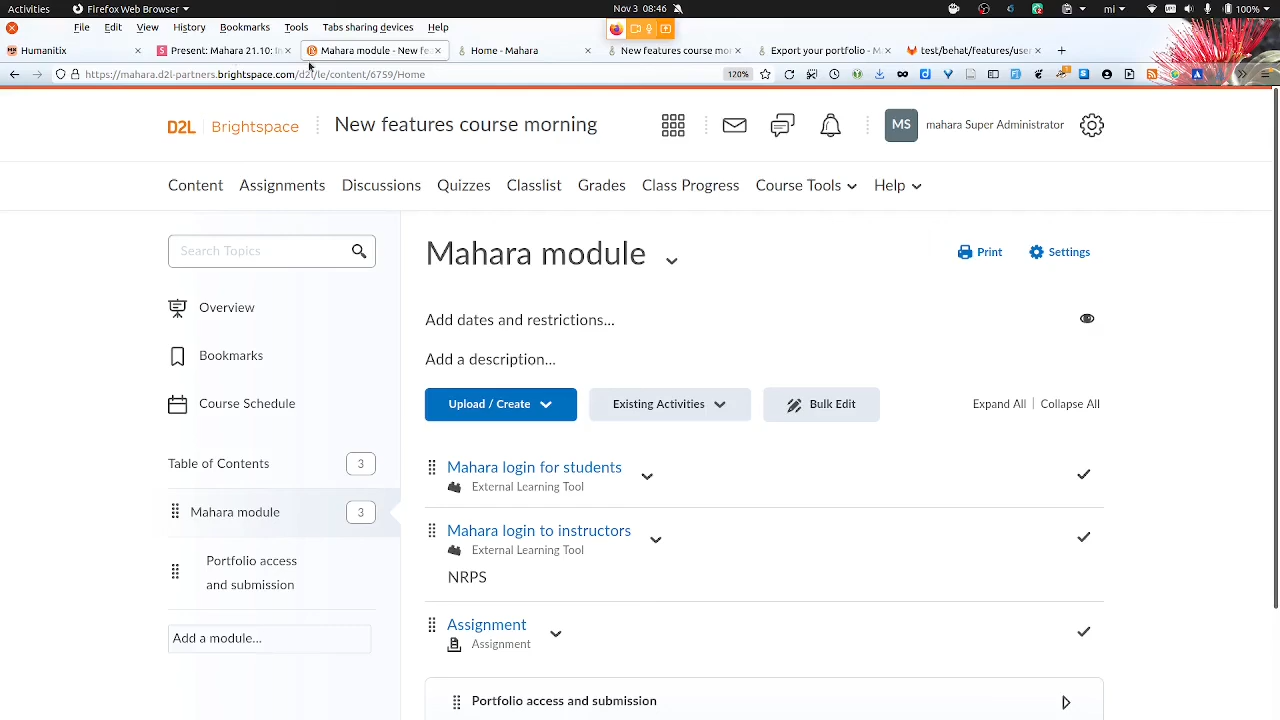 Activities
Firefox Web Browser
Nov 3 08:46
mi
100%
File Edit View History Bookmarks Tools Tabs sharing devices Help
Humanitix
Present: Mahara 21.10: In
Mahara module - New fe
Home - Mahara
New features course mor
Export your portfolio - M
test/behat/features/user
https://mahara.d2l-partners.brightspace.com/d2l/le/content/6759/Home
120%
D2L Brightspace
New features course morning
MS
mahara Super Administrator
Content Assignments Discussions Quizzes Classlist Grades Class Progress Course Tools Help
Search Topics
Overview
Bookmarks
Course Schedule
Table of Contents 3
Mahara module 3
Portfolio access
and submission
Add a module...
Mahara module
Print
Settings
Add dates and restrictions...
Add a description...
Upload / Create
Existing Activities
Bulk Edit
Expand All Collapse All
Mahara login for students
External Learning Tool
Mahara login to instructors
External Learning Tool
NRPS
Assignment
Assignment
Portfolio access and submission